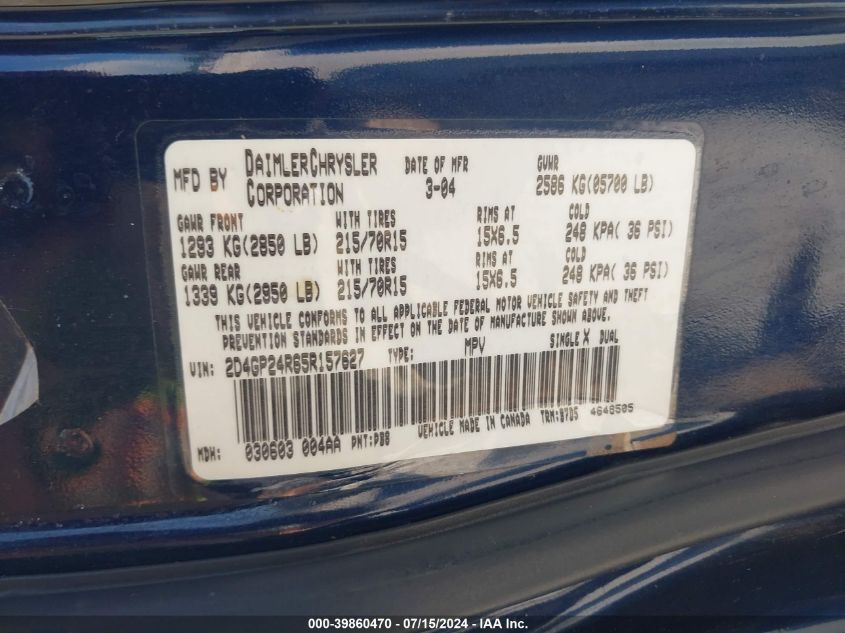 MFD BY DAIMLERCHRYSLER CORPORATION DATE OF MFR 3-04 GVWR 2586 KG(05700 LB)
GAWR FRONT WITH TIRES RIMS AT COLD
1293 KG(2850 LB) 215/70R15 15X6.5 248 KPA( 36 PSI)
GAWR REAR WITH TIRES RIMS AT COLD
1339 KG(2950 LB) 215/70R15 15X6.5 248 KPA( 36 PSI)
THIS VEHICLE CONFORMS TO ALL APPLICABLE FEDERAL MOTOR VEHICLE SAFETY AND THEFT
PREVENTION STANDARDS IN EFFECT ON THE DATE OF MANUFACTURE SHOWN ABOVE.
VIN: 2D4GP24R65R157627 TYPE: MPV SINGLE X DUAL
MDH: 030603 004AA PNT:PB8 VEHICLE MADE IN CANADA TRM:B7D5 4648505
000-39860470 - 07/15/2024 - IAA, Inc.